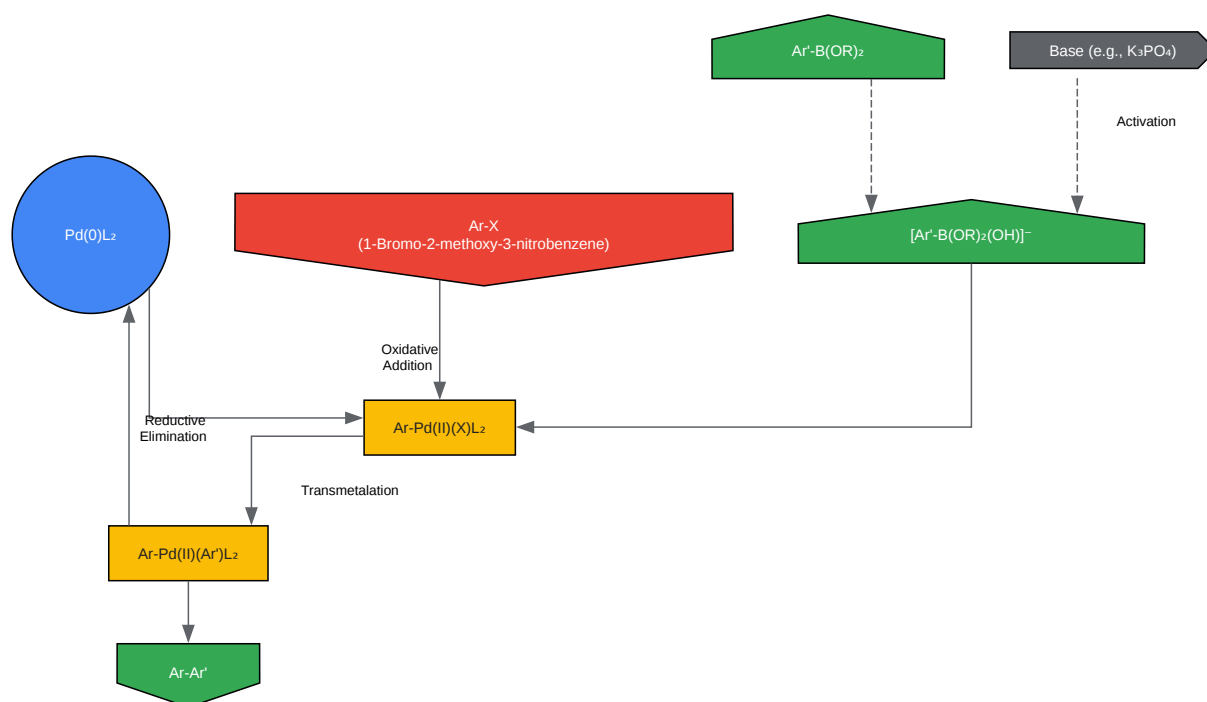 Ar'-B(OR)₂
Base (e.g., K₃PO₄)
Activation
Pd(0)L₂
Ar-X
(1-Bromo-2-methoxy-3-nitrobenzene)
[Ar'-B(OR)₂(OH)]⁻
Oxidative
Addition
Reductive
Elimination
Ar-Pd(II)(X)L₂
Transmetalation
Ar-Pd(II)(Ar')L₂
Ar-Ar'